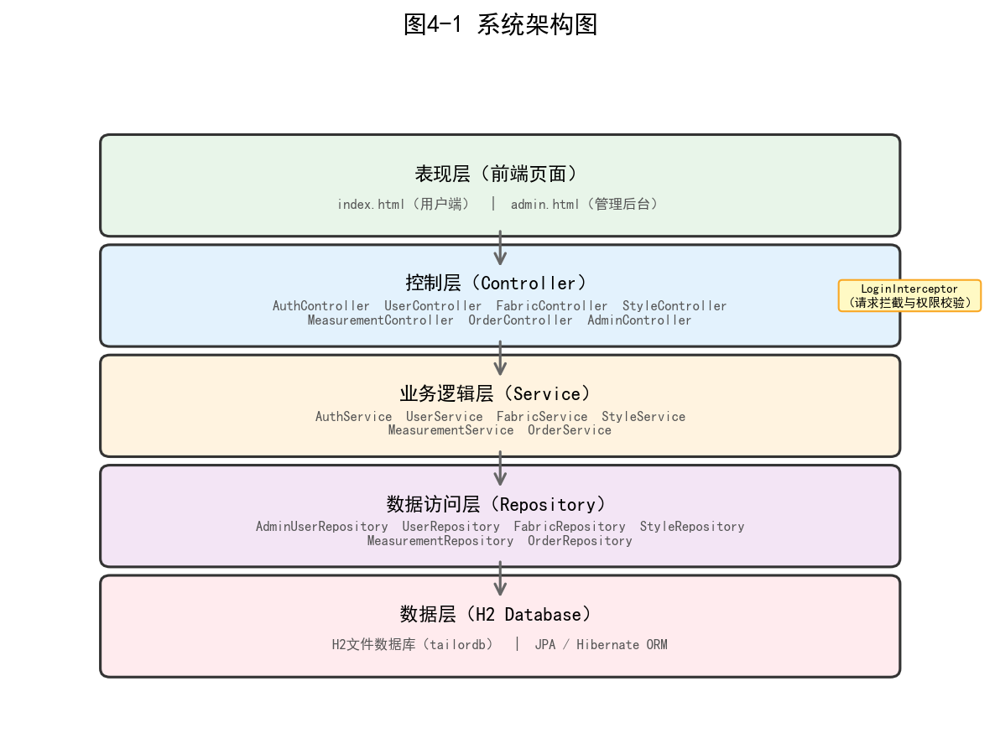 图4-1 系统架构图
表现层（前端页面）
index.html（用户端） | admin.html（管理后台）
控制层（Controller）
AuthController UserController FabricController StyleController
MeasurementController OrderController AdminController
LoginInterceptor
（请求拦截与权限校验）
业务逻辑层（Service）
AuthService UserService FabricService StyleService
MeasurementService OrderService
数据访问层（Repository）
AdminUserRepository UserRepository FabricRepository StyleRepository
MeasurementRepository OrderRepository
数据层（H2 Database）
H2文件数据库（tailordb） | JPA / Hibernate ORM